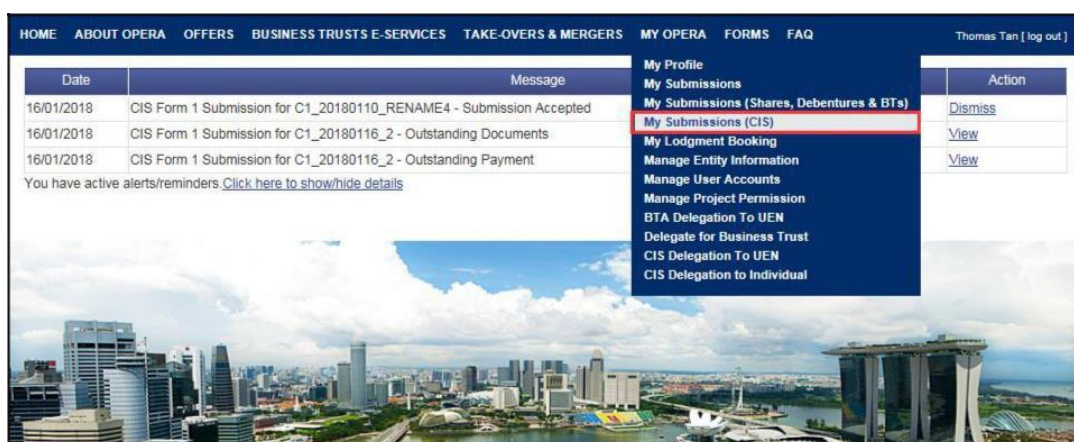 HOME ABOUT OPERA OFFERS BUSINESS TRUSTS E-SERVICES TAKE-OVERS & MERGERS MY OPERA FORMS FAQ Thomas Tan [ log out ]
My Profile
My Submissions
My Submissions (Shares, Debentures & BTs)
My Submissions (CIS)
My Lodgment Booking
Manage Entity Information
Manage User Accounts
Manage Project Permission
BTA Delegation To UEN
Delegate for Business Trust
CIS Delegation To UEN
CIS Delegation to Individual
Date Message Action
16/01/2018 CIS Form 1 Submission for C1_20180110_RENAME4 - Submission Accepted Dismiss
16/01/2018 CIS Form 1 Submission for C1_20180116_2 - Outstanding Documents View
16/01/2018 CIS Form 1 Submission for C1_20180116_2 - Outstanding Payment View
You have active alerts/reminders.Click here to show/hide details